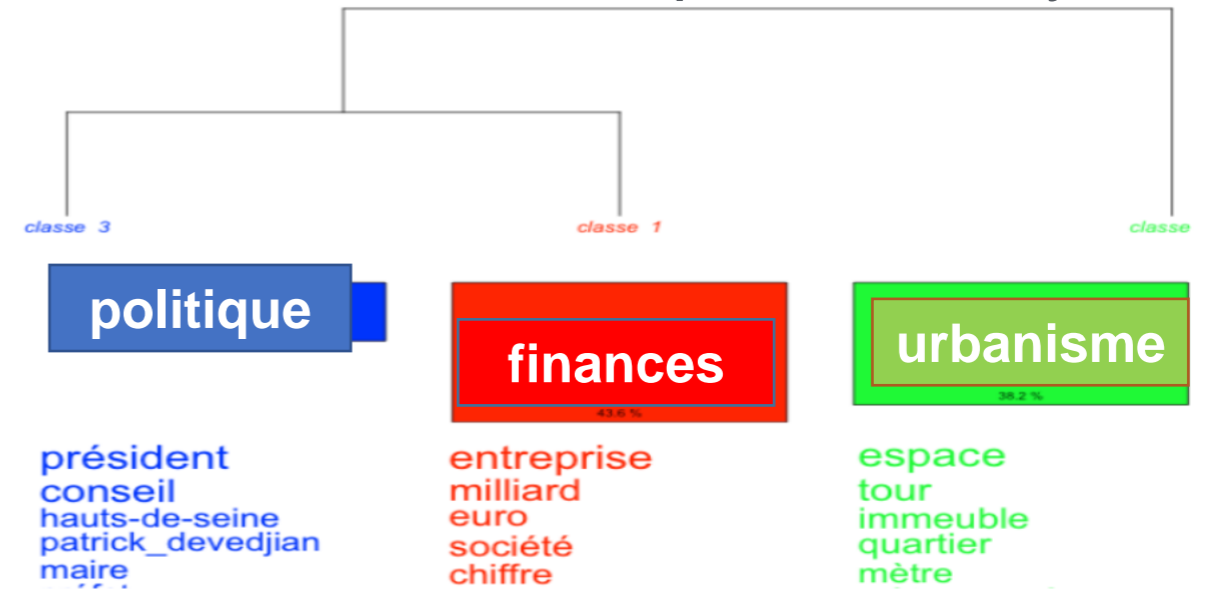 classe 3
classe 1
classe
politique
finances
urbanisme
43.6 %
38.2 %
président
conseil
hauts-de-seine
patrick_devedjian
maire
entreprise
milliard
euro
société
chiffre
espace
tour
immeuble
quartier
mètre